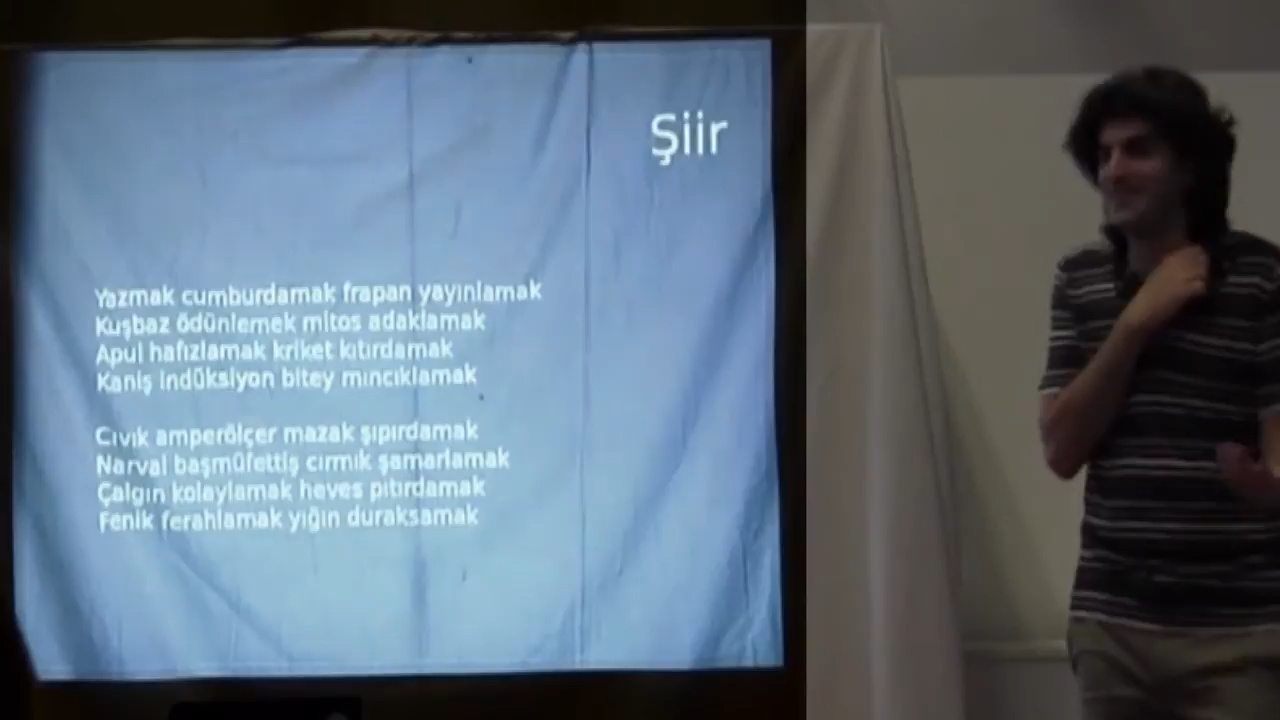 Şiir
Yazmak cumburdamak frapan yayınlamak
Kuşbaz ödünlemek mitos adaklamak
Apul hafızlamak kriket kıtırdamak
Kaniş indüksiyon bitey mıncıklamak
Cıvık amperölçer mazak şıpırdamak
Narval başmüfettiş cırmık şamarlamak
Çalgın kolaylamak heves pıtırdamak
Fenik ferahlamak yığın duraksamak